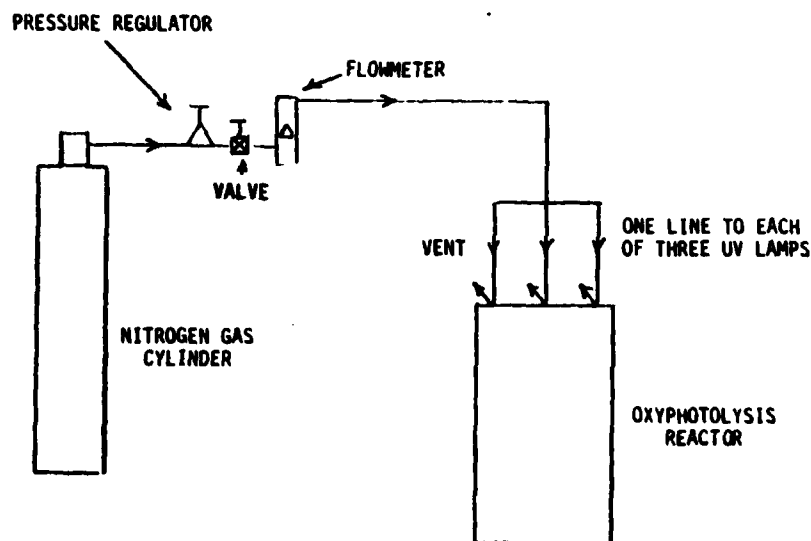 PRESSURE REGULATOR
FLOWMETER
VALVE
VENT
ONE LINE TO EACH
OF THREE UV LAMPS
NITROGEN GAS
CYLINDER
OXYPHOTOLYSIS
REACTOR